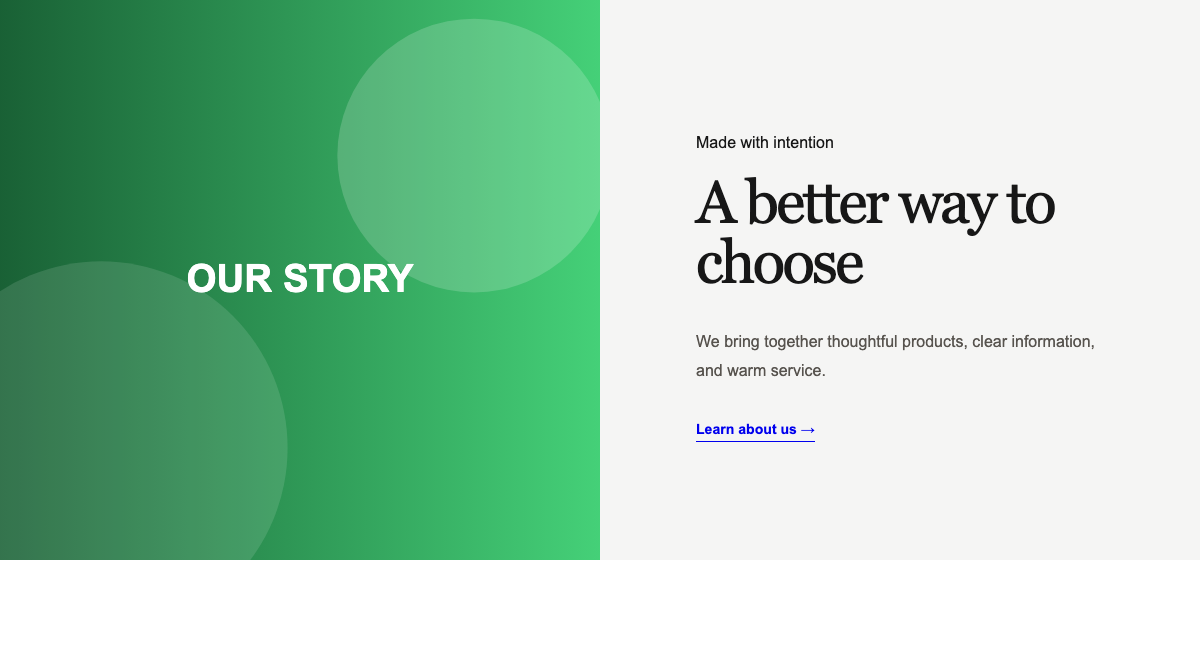 OUR STORY
Made with intention
A better way to
choose
We bring together thoughtful products, clear information,
and warm service.
Learn about us →